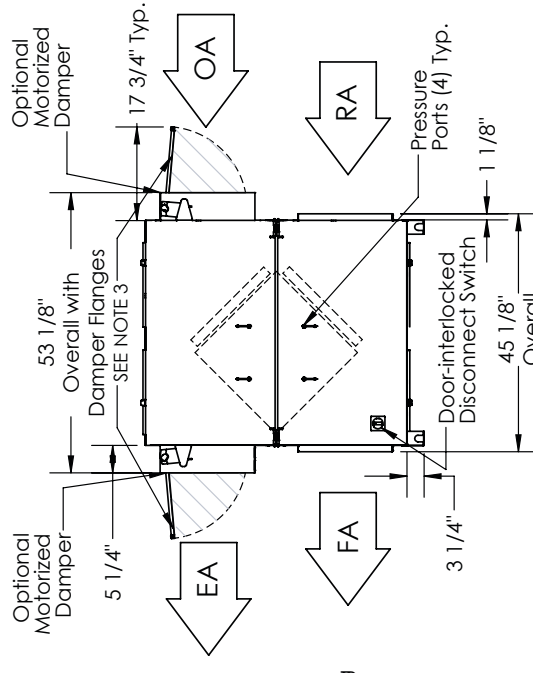 Optional
Motorized
Damper
53 1/8"
Overall with
Damper Flanges
SEE NOTE 3
Optional
Motorized
Damper
17 3/4" Typ.
5 1/4"
EA
OA
FA
RA
Pressure
Ports (4) Typ.
Door-interlocked
Disconnect Switch
3 1/4"
45 1/8"
Overall
1 1/8"